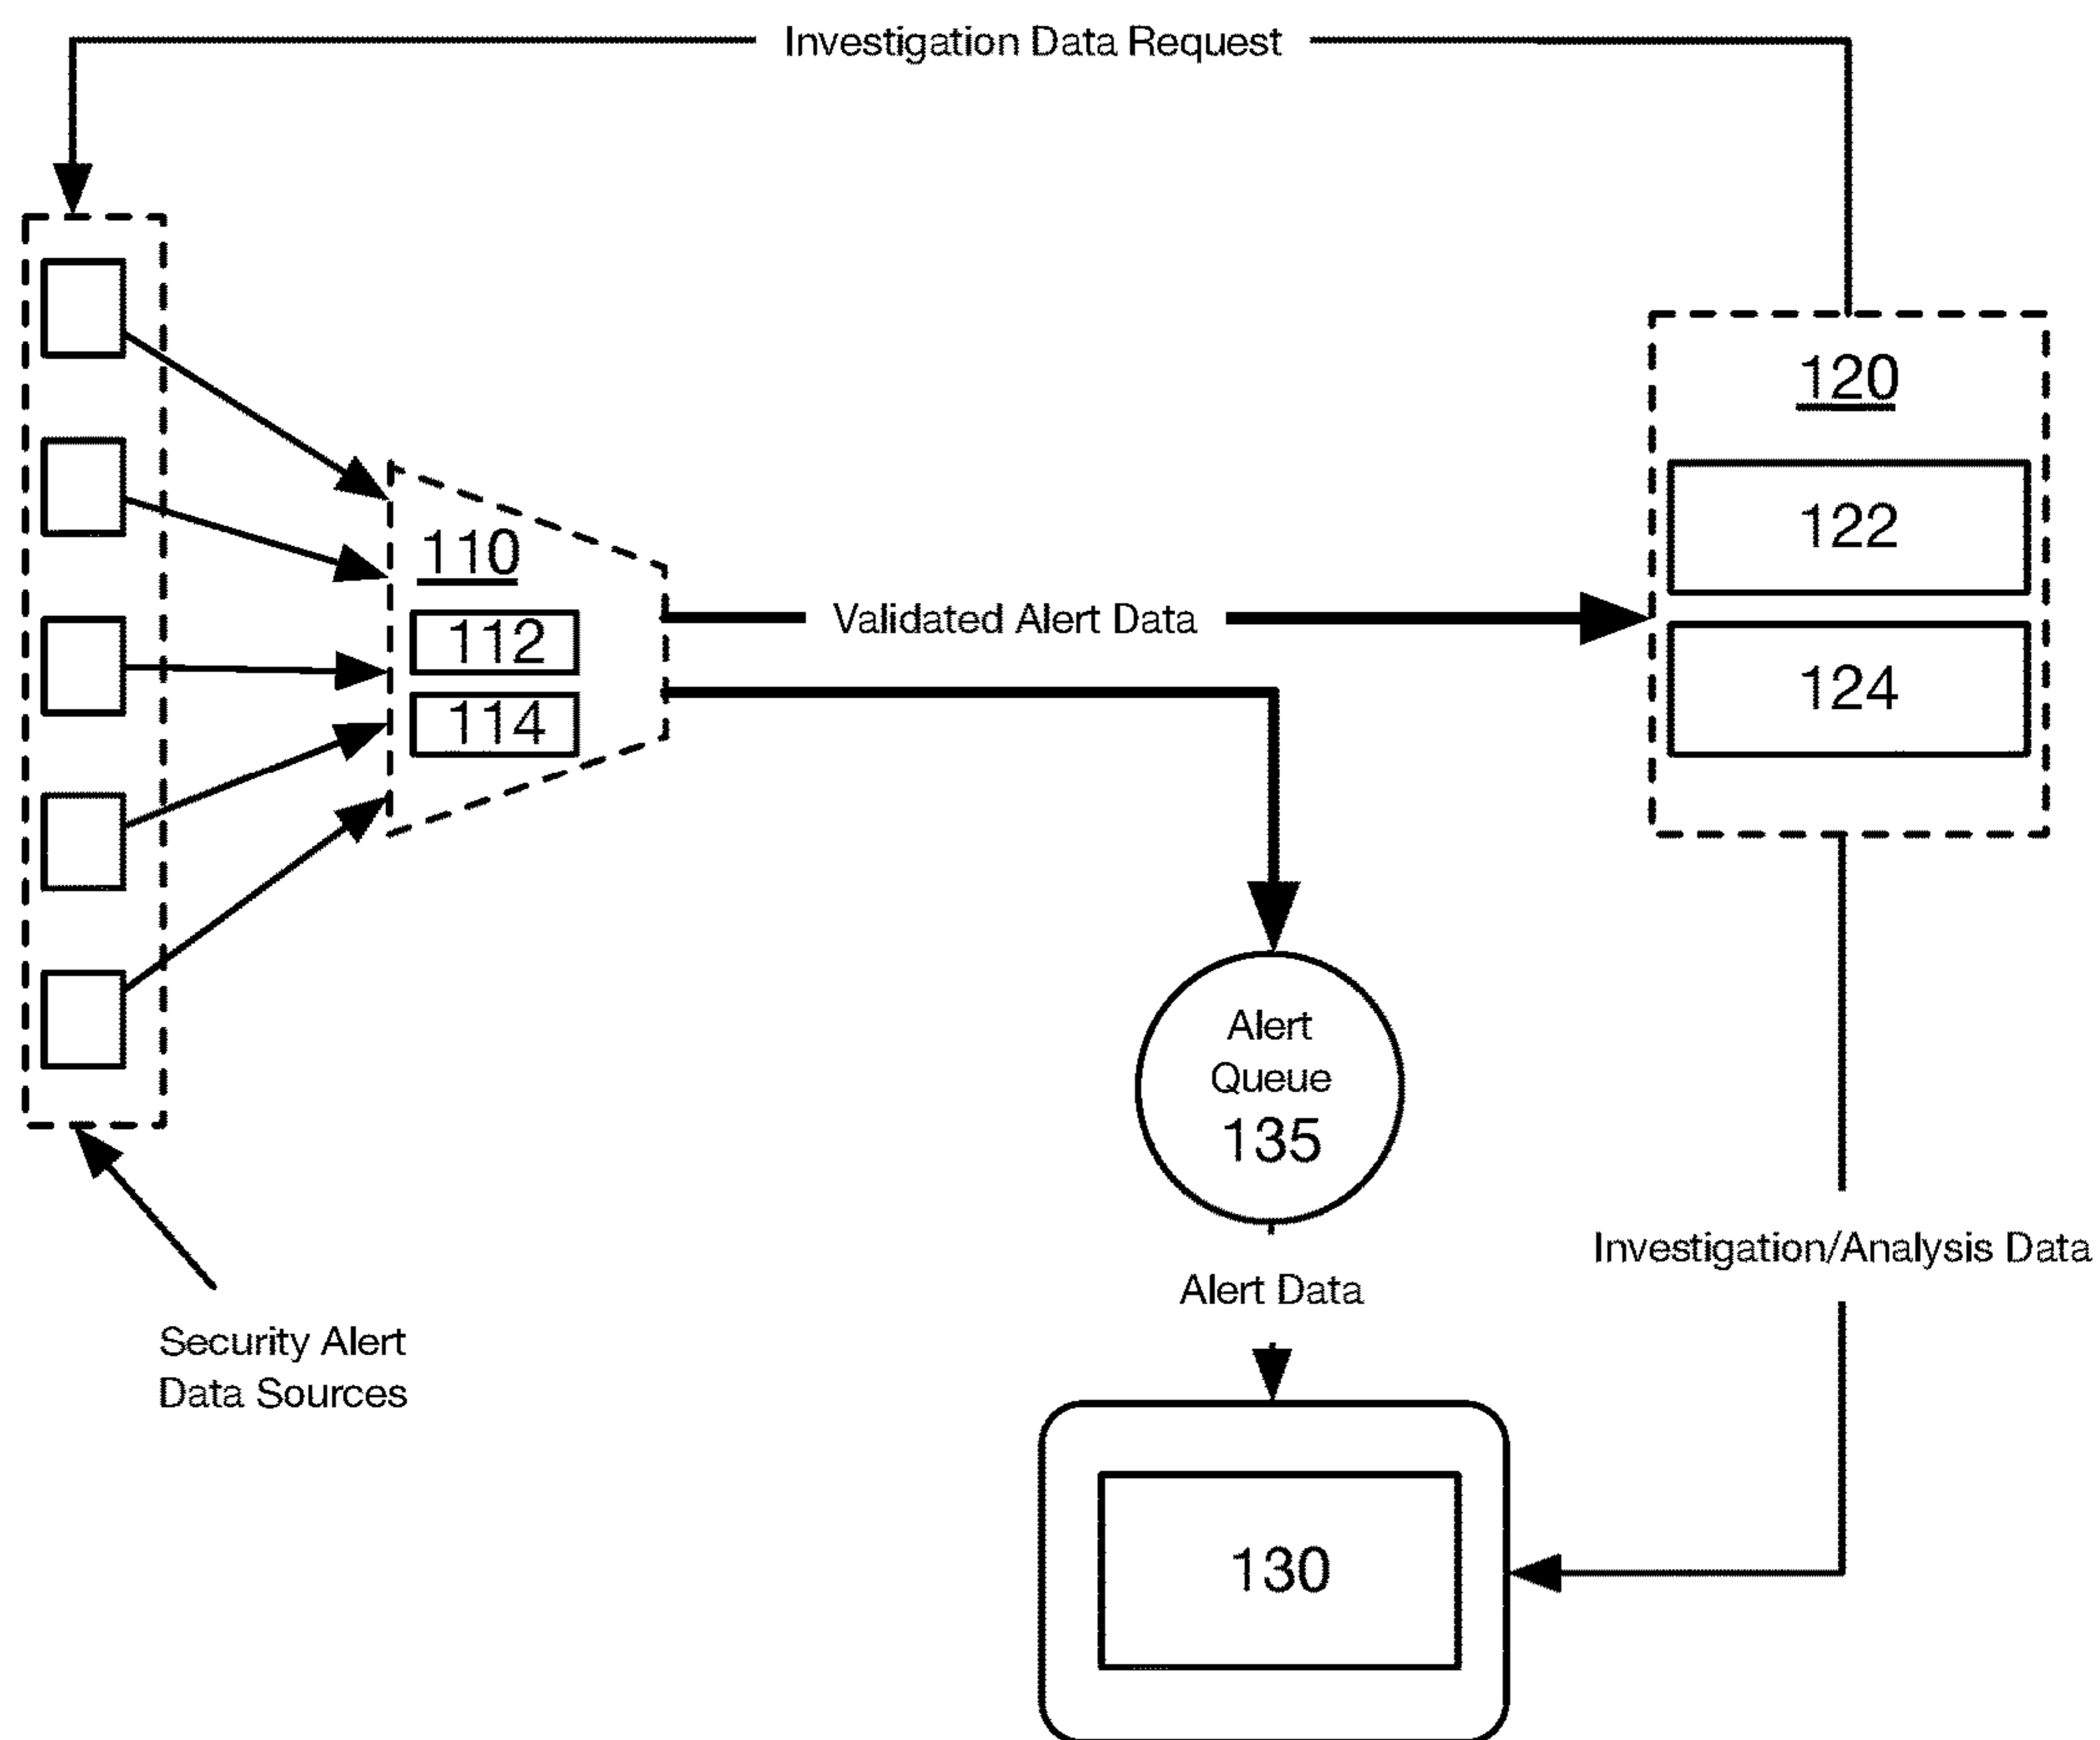 Investigation Data Request
120
122
110
Validated Alert Data
112
124
114
Alert
Queue
135
Investigation/Analysis Data
Alert Data
Security Alert
Data Sources
130